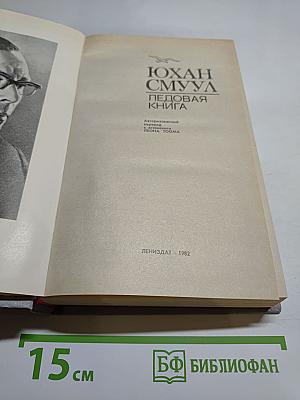 ЮХАН
СМУУЛ
ЛЕДОВАЯ
КНИГА
Авторизованный
перевод
с эстонского
ЛЕОНА ТООМА
ЛЕНИЗДАТ · 1982
15 см
БФ БИБЛИОФАН